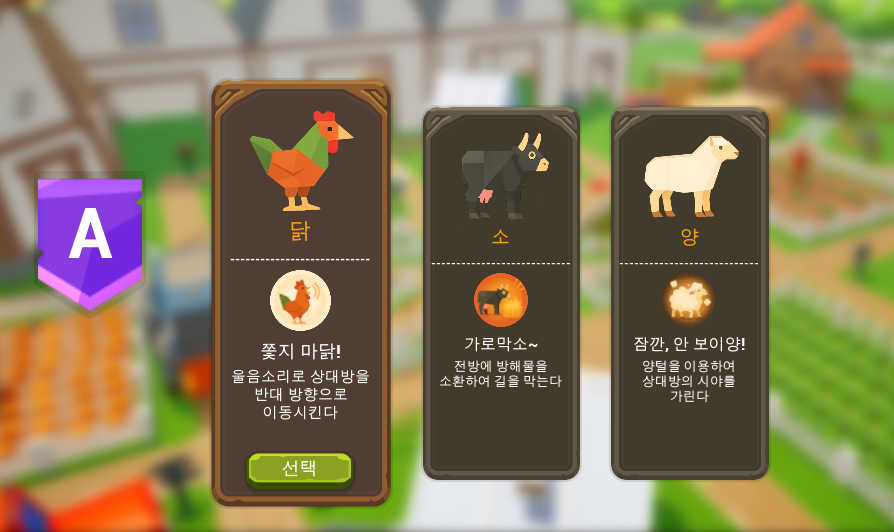 A
닭
쫓지 마닭!
울음소리로 상대방을
반대 방향으로
이동시킨다
선택
소
가로막소~
전방에 방해물을
소환하여 길을 막는다
양
잠깐, 안 보이양!
양털을 이용하여
상대방의 시야를
가린다